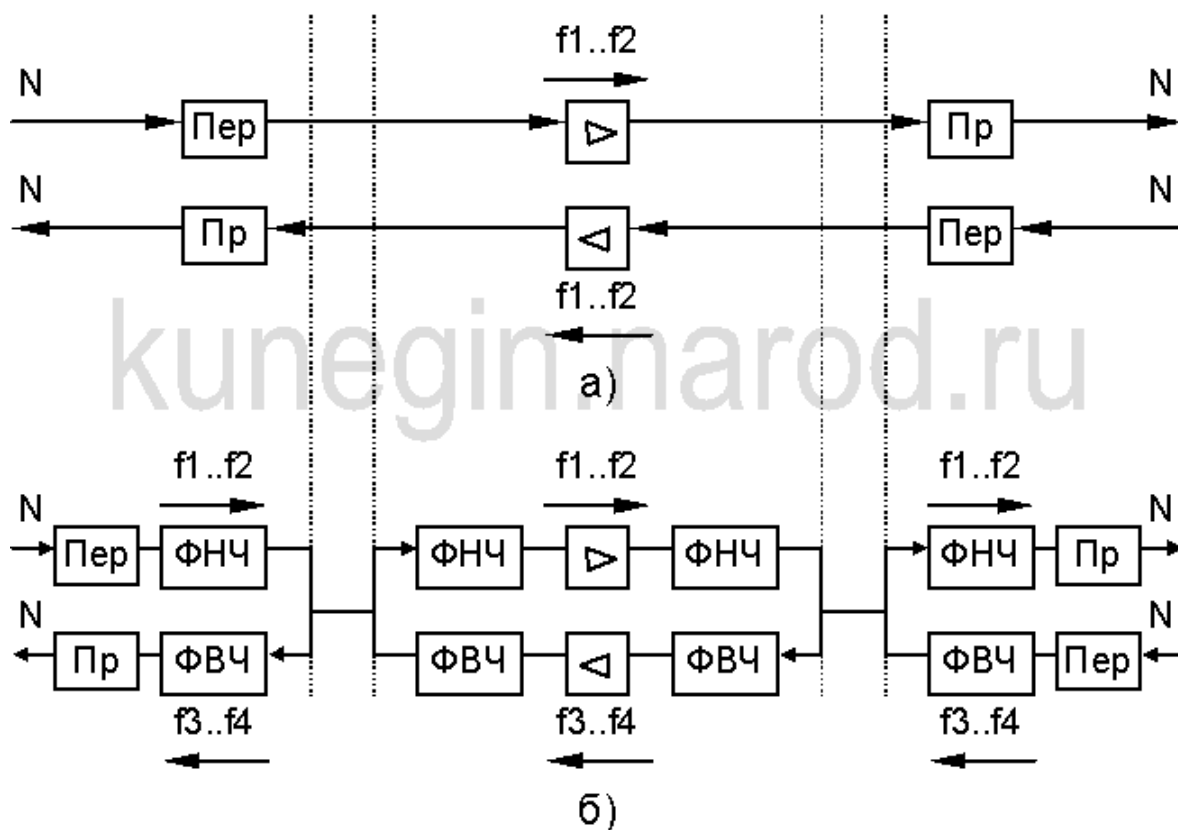 f1..f2
N N
Пер Пр
N N
Пр Пер
f1..f2
kunegin.narod.ru
а)
f1..f2 f1..f2 f1..f2
N N
Пер ФНЧ ФНЧ ФНЧ ФНЧ Пр
N N
Пр ФВЧ ФВЧ ФВЧ ФВЧ Пер
f3..f4 f3..f4 f3..f4
б)